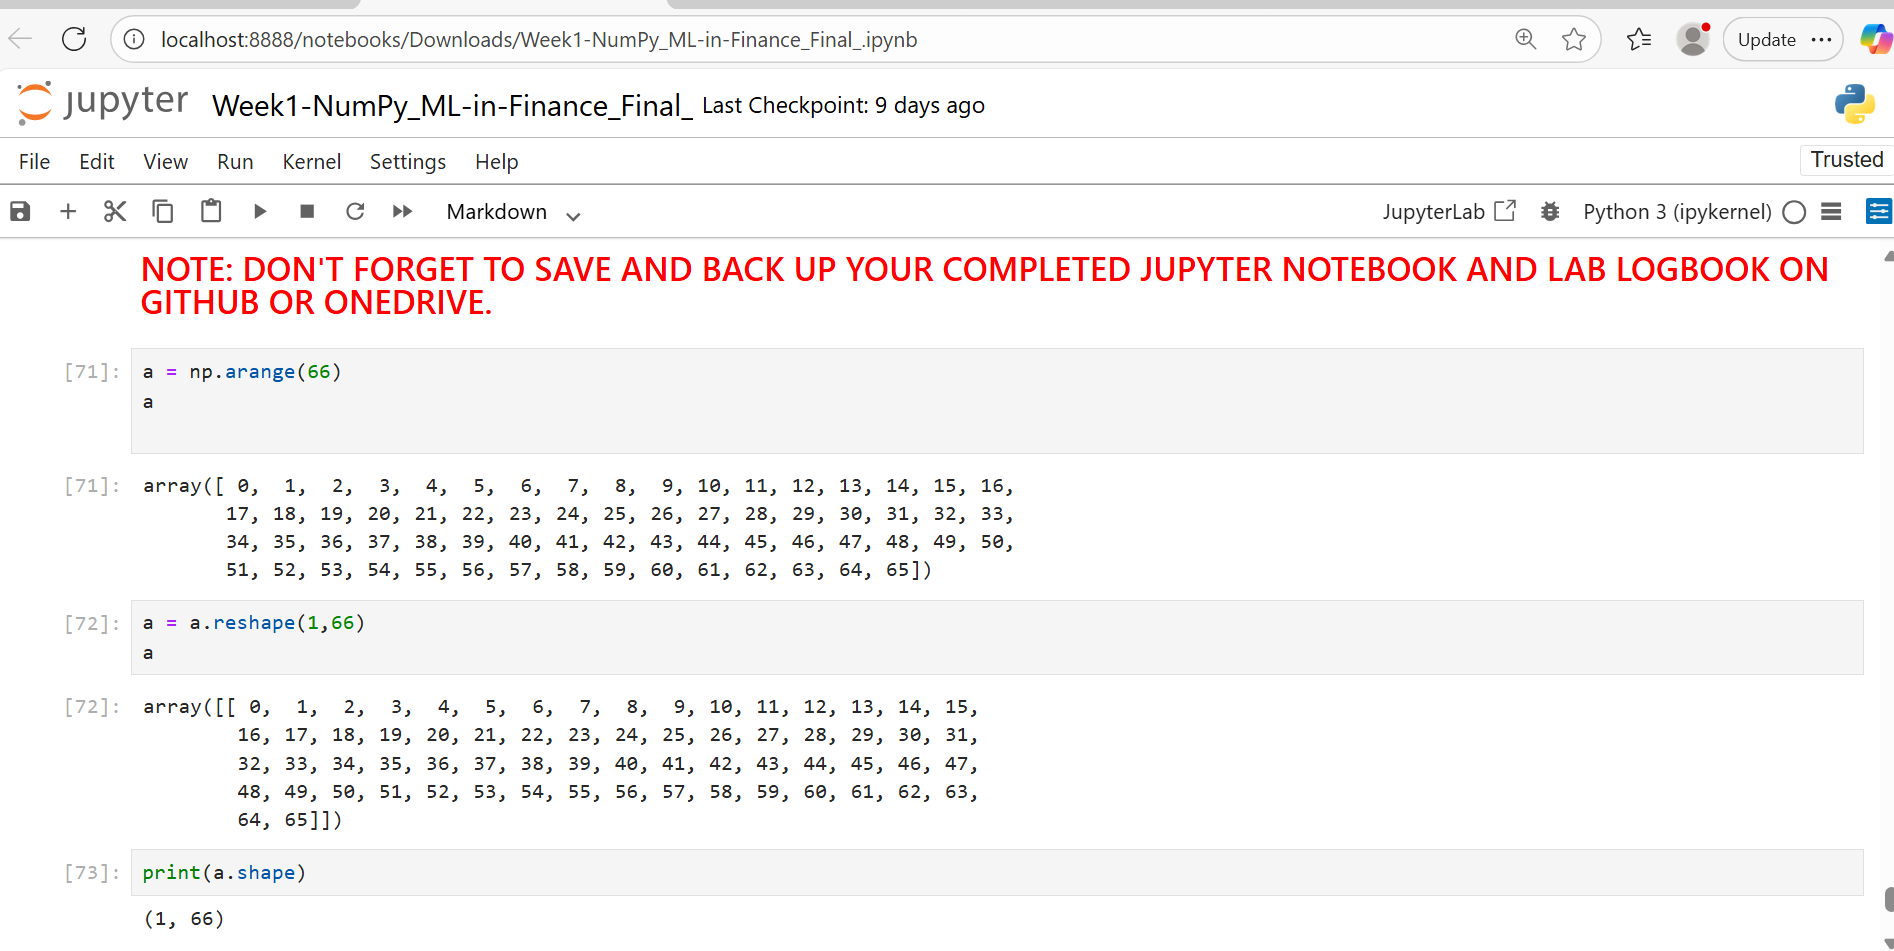 localhost:8888/notebooks/Downloads/Week1-NumPy_ML-in-Finance_Final_.ipynb
Update
jupyter Week1-NumPy_ML-in-Finance_Final_ Last Checkpoint: 9 days ago
File Edit View Run Kernel Settings Help
Trusted
Markdown
JupyterLab
Python 3 (ipykernel)
NOTE: DON'T FORGET TO SAVE AND BACK UP YOUR COMPLETED JUPYTER NOTEBOOK AND LAB LOGBOOK ON
GITHUB OR ONEDRIVE.
[71]: a = np.arange(66)
a
[71]: array([ 0, 1, 2, 3, 4, 5, 6, 7, 8, 9, 10, 11, 12, 13, 14, 15, 16,
17, 18, 19, 20, 21, 22, 23, 24, 25, 26, 27, 28, 29, 30, 31, 32, 33,
34, 35, 36, 37, 38, 39, 40, 41, 42, 43, 44, 45, 46, 47, 48, 49, 50,
51, 52, 53, 54, 55, 56, 57, 58, 59, 60, 61, 62, 63, 64, 65])
[72]: a = a.reshape(1,66)
a
[72]: array([[ 0, 1, 2, 3, 4, 5, 6, 7, 8, 9, 10, 11, 12, 13, 14, 15,
16, 17, 18, 19, 20, 21, 22, 23, 24, 25, 26, 27, 28, 29, 30, 31,
32, 33, 34, 35, 36, 37, 38, 39, 40, 41, 42, 43, 44, 45, 46, 47,
48, 49, 50, 51, 52, 53, 54, 55, 56, 57, 58, 59, 60, 61, 62, 63,
64, 65]])
[73]: print(a.shape)
(1, 66)